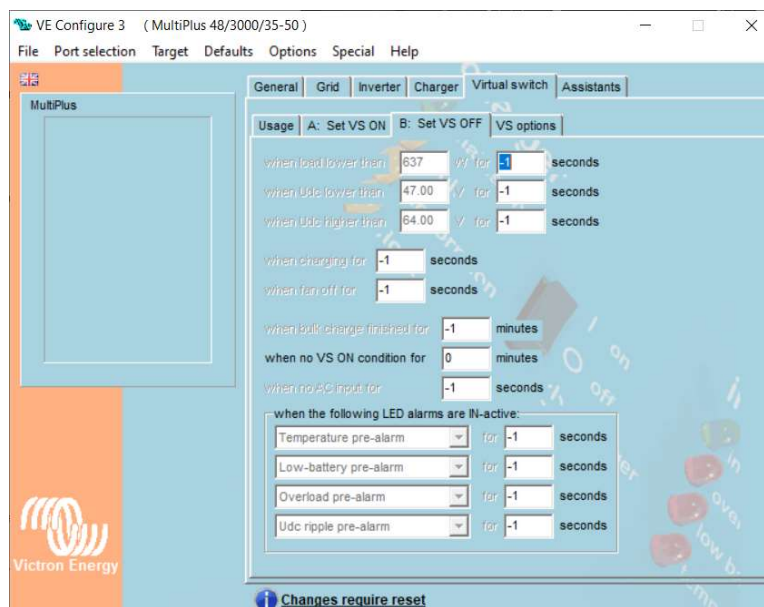 VE Configure 3 ( MultiPlus 48/3000/35-50 )
File Port selection Target Defaults Options Special Help
MultiPlus
General Grid Inverter Charger Virtual switch Assistants
Usage A: Set VS ON B: Set VS OFF VS options
when load lower than 637 W for -1 seconds
when Udc lower than 47.00 V for -1 seconds
when Udc higher than 64.00 V for -1 seconds
when charging for -1 seconds
when fan off for -1 seconds
when bulk charge finished for -1 minutes
when no VS ON condition for 0 minutes
when no AC input for -1 seconds
when the following LED alarms are IN-active:
Temperature pre-alarm for -1 seconds
Low-battery pre-alarm for -1 seconds
Overload pre-alarm for -1 seconds
Udc ripple pre-alarm for -1 seconds
victron energy
Changes require reset